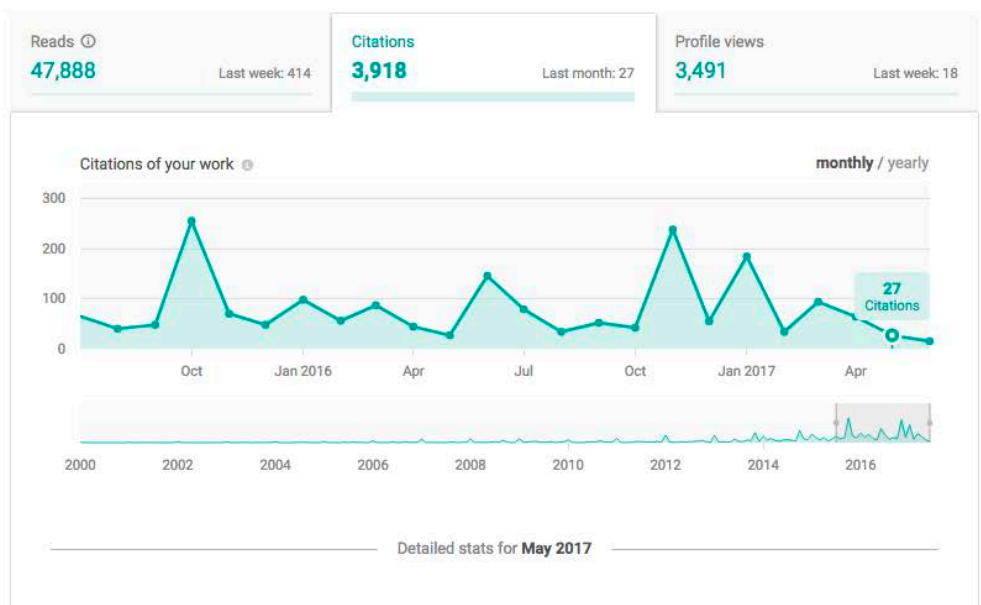 Reads
47,888
Last week: 414
Citations
3,918
Last month: 27
Profile views
3,491
Last week: 18
Citations of your work
monthly / yearly
300
200
100
0
27
Citations
Oct Jan 2016 Apr Jul Oct Jan 2017 Apr
2000 2002 2004 2006 2008 2010 2012 2014 2016
Detailed stats for May 2017